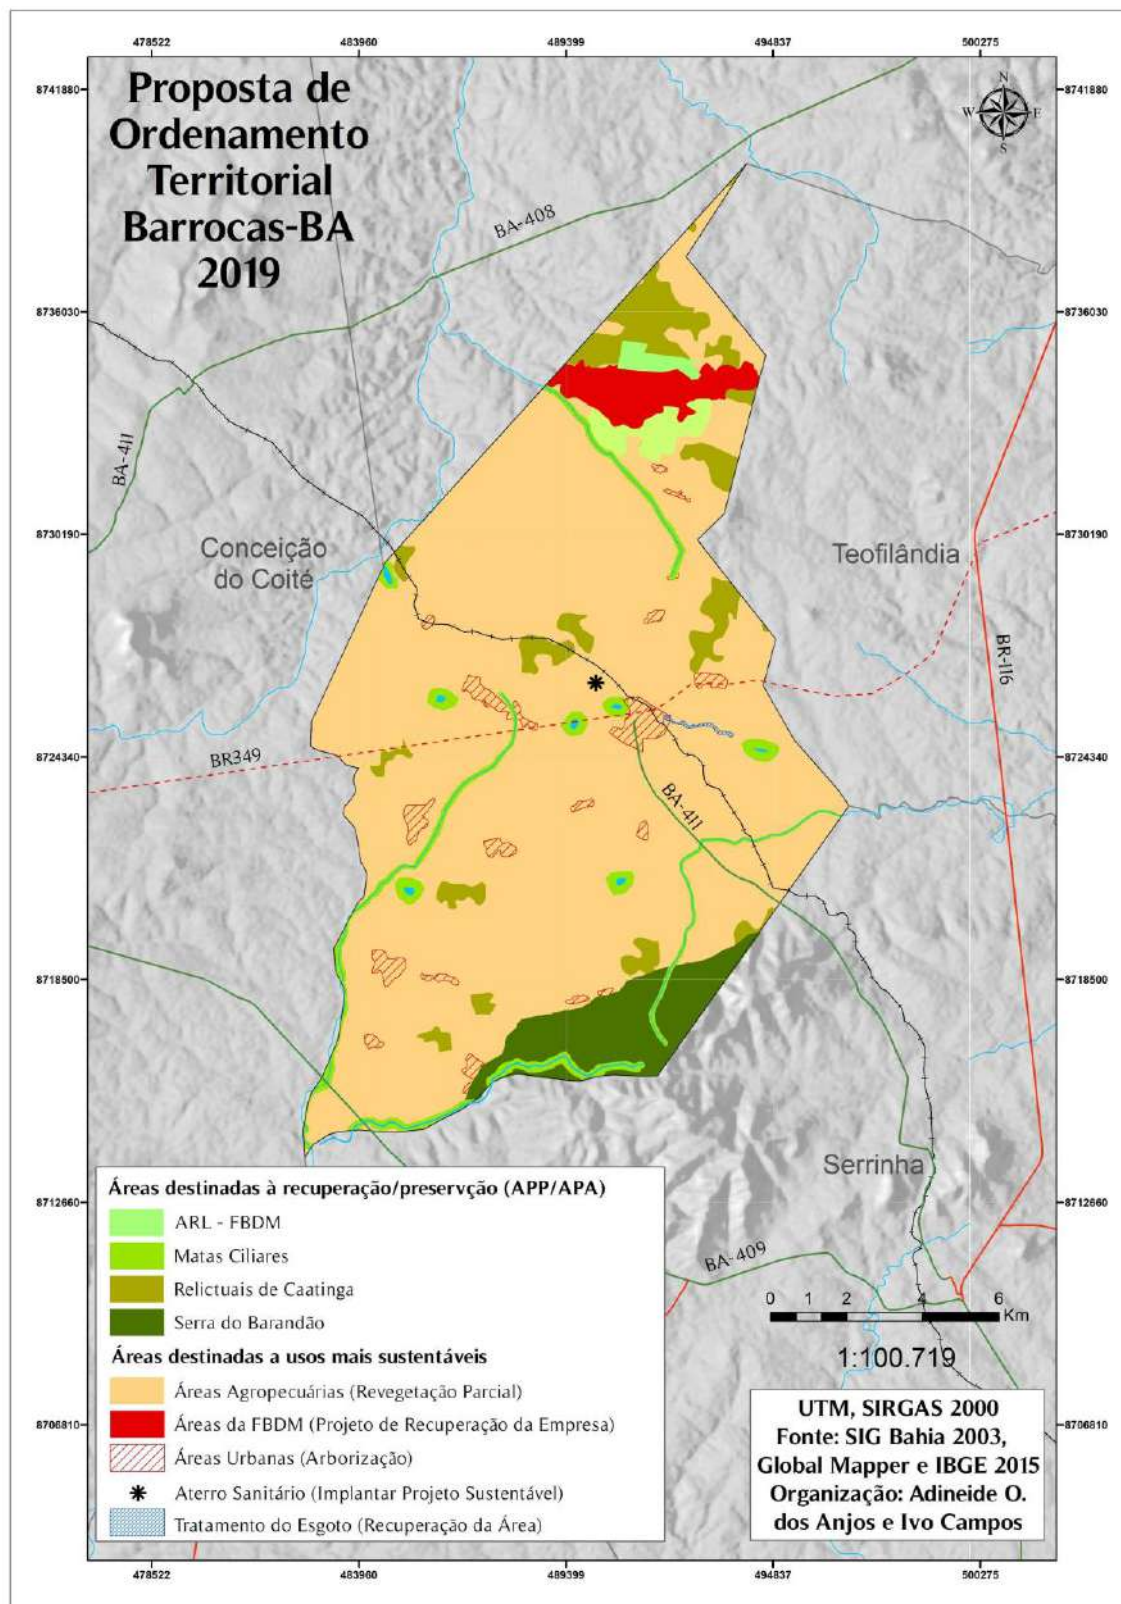 478522 483960 489399 494837 500275
8741880 8741880
Proposta de
Ordenamento
Territorial
Barrocas-BA
2019
N
W E
S
BA-408
8736030 8736030
BA-411
8730190 8730190
Conceição
do Coité
Teofilândia
BR-116
BR349
8724340 8724340
BA-411
8718500 8718500
Serrinha
Áreas destinadas à recuperação/preservção (APP/APA)
8712660 8712660
ARL - FBDM
Matas Ciliares
BA-409
Relictuais de Caatinga
Serra do Barandão
0 1 2 4 6
Km
1:100.719
Áreas destinadas a usos mais sustentáveis
Áreas Agropecuárias (Revegetação Parcial)
Áreas da FBDM (Projeto de Recuperação da Empresa)
8706810 8706810
Áreas Urbanas (Arborização)
Aterro Sanitário (Implantar Projeto Sustentável)
Tratamento do Esgoto (Recuperação da Área)
UTM, SIRGAS 2000
Fonte: SIG Bahia 2003,
Global Mapper e IBGE 2015
Organização: Adineide O.
dos Anjos e Ivo Campos
478522 483960 489399 494837 500275